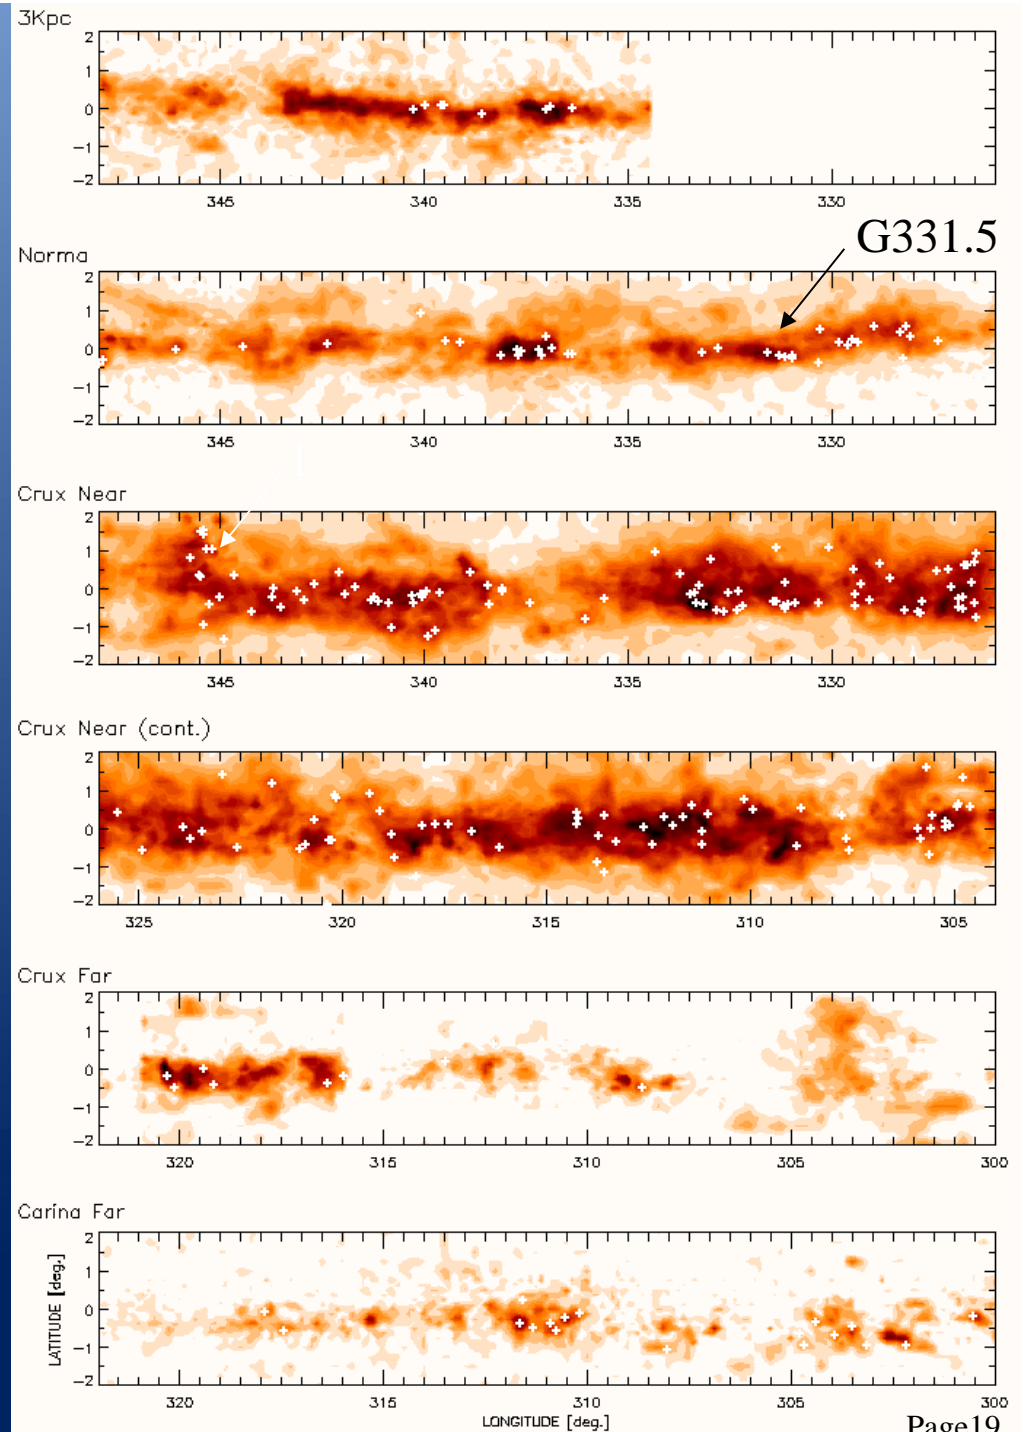 3Kpc
2
1
0
−1
−2
345 340 335 330
G331.5
Norma
2
1
0
−1
−2
345 340 335 330
Crux Near
2
1
0
−1
−2
345 340 335 330
Crux Near (cont.)
2
1
0
−1
−2
325 320 315 310 305
Crux Far
2
1
0
−1
−2
320 315 310 305 300
Carina Far
2
1
0
−1
−2
LATITUDE [deg.]
320 315 310 305 300
LONGITUDE [deg.]
Page19